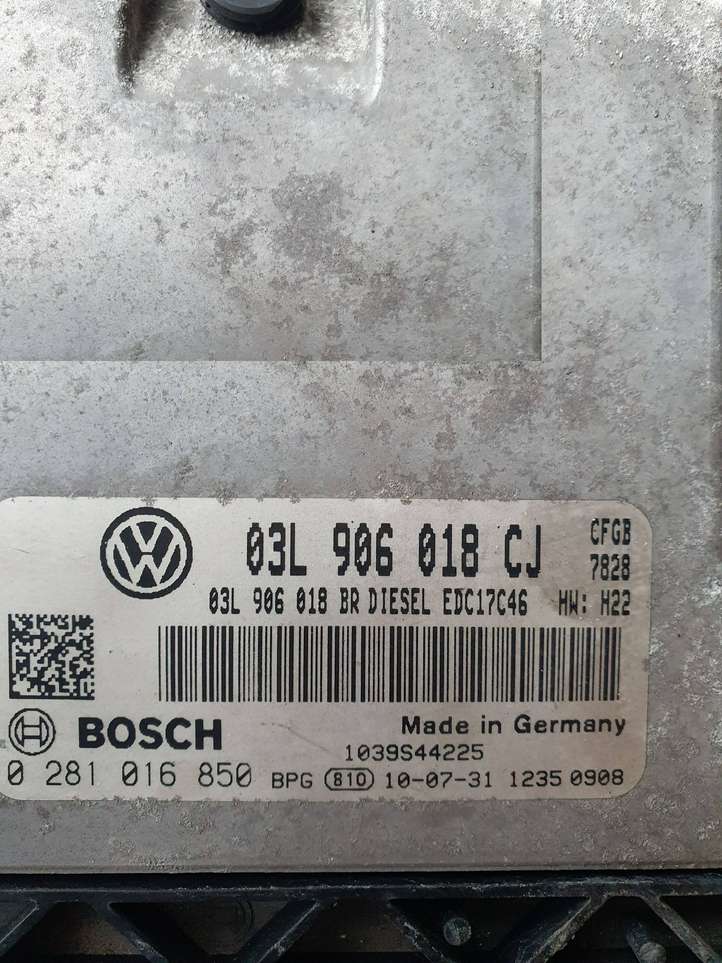 03L 906 018 CJ CFGB
7828
03L 906 018 BR DIESEL EDC17C46 HW: H22
BOSCH Made in Germany
1039S44225
0 281 016 850 BPG 810 10-07-31 1235 0908